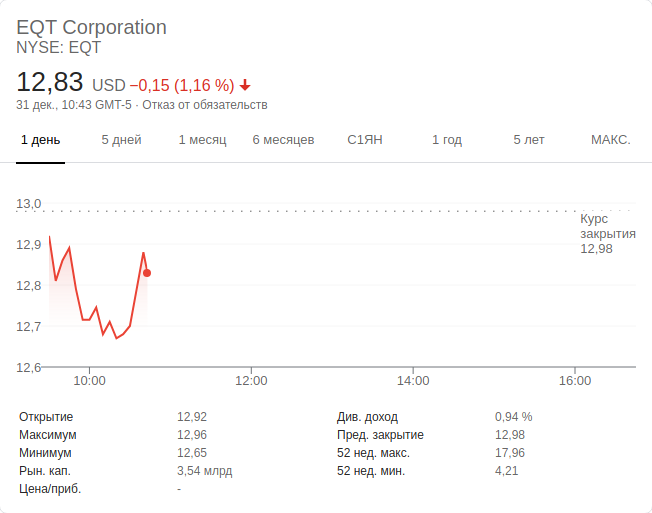 EQT Corporation
NYSE: EQT
12,83 USD −0,15 (1,16 %)
31 дек., 10:43 GMT-5 · Отказ от обязательств
1 день 5 дней 1 месяц 6 месяцев С1ЯН 1 год 5 лет МАКС.
13,0
Курс
закрытия
12,98
12,9
12,8
12,7
12,6
10:00 12:00 14:00 16:00
Открытие 12,92 Див. доход 0,94 %
Максимум 12,96 Пред. закрытие 12,98
Минимум 12,65 52 нед. макс. 17,96
Рын. кап. 3,54 млрд 52 нед. мин. 4,21
Цена/приб. -